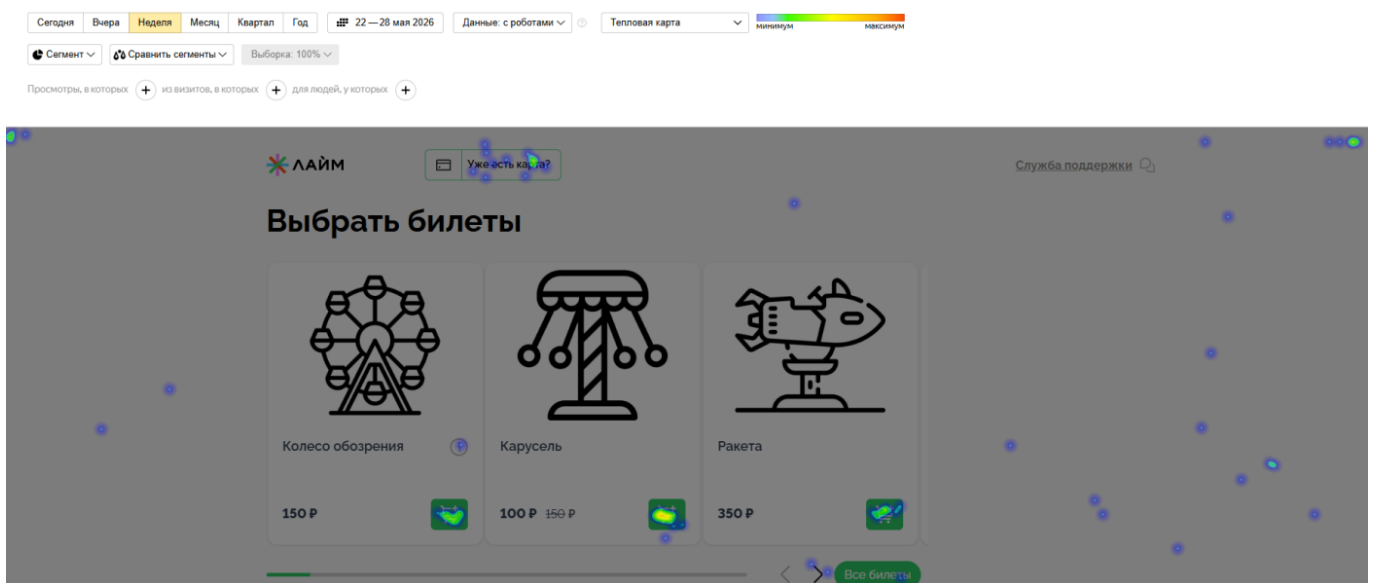 Сегодня Вчера Неделя Месяц Квартал Год 22 — 28 мая 2026 Данные: с роботами Тепловая карта минимум максимум
Сегмент Сравнить сегменты Выборка: 100%
Просмотры, в которых + из визитов, в которых + для людей, у которых +
ЛАЙМ Уже есть карта? Служба поддержки
Выбрать билеты
Колесо обозрения Карусель Ракета
150 ₽ 100 ₽ 150 ₽ 350 ₽
Все билеты